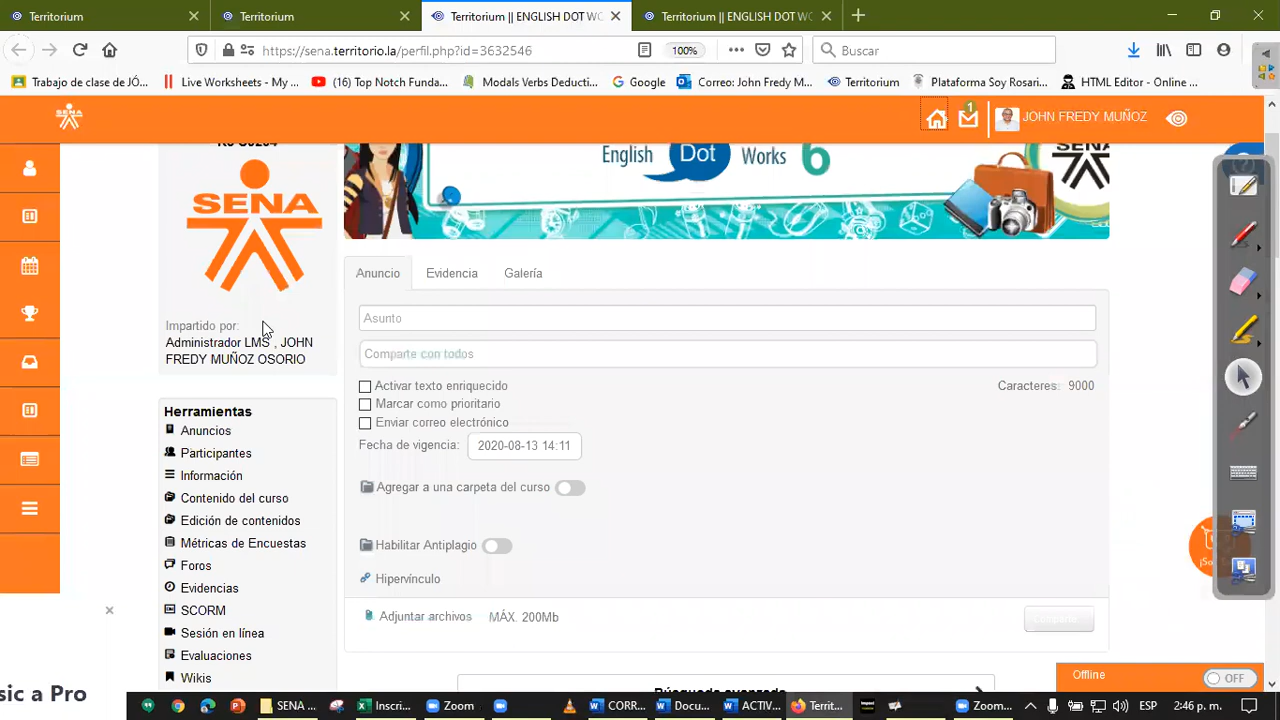 Territorium
Territorium
Territorium || ENGLISH DOT WO
Territorium || ENGLISH DOT WO
https://sena.territorio.la/perfil.php?id=3632546
100%
Buscar
Trabajo de clase de JÓ...
Live Worksheets - My ...
(16) Top Notch Funda...
Modals Verbs Deducti...
Google
Correo: John Fredy M...
Territorium
Plataforma Soy Rosari...
HTML Editor - Online ...
1
JOHN FREDY MUÑOZ
SENA
Impartido por:
Administrador LMS , JOHN
FREDY MUÑOZ OSORIO
English Dot Works 6
SENA
Anuncio
Evidencia
Galería
Asunto
Comparte con todos
Activar texto enriquecido
Caracteres: 9000
Marcar como prioritario
Enviar correo electrónico
Fecha de vigencia: 2020-08-13 14:11
Agregar a una carpeta del curso
Habilitar Antiplagio
Hipervínculo
Adjuntar archivos MÁX. 200Mb
Herramientas
Anuncios
Participantes
Información
Contenido del curso
Edición de contenidos
Métricas de Encuestas
Foros
Evidencias
SCORM
Sesión en línea
Evaluaciones
Wikis
Búsqueda avanzada
sic a Pro
Offline
OFF
SENA ...
Inscri...
Zoom
CORR...
Docu...
ACTIV...
Territ...
Zoom...
ESP
2:46 p. m.